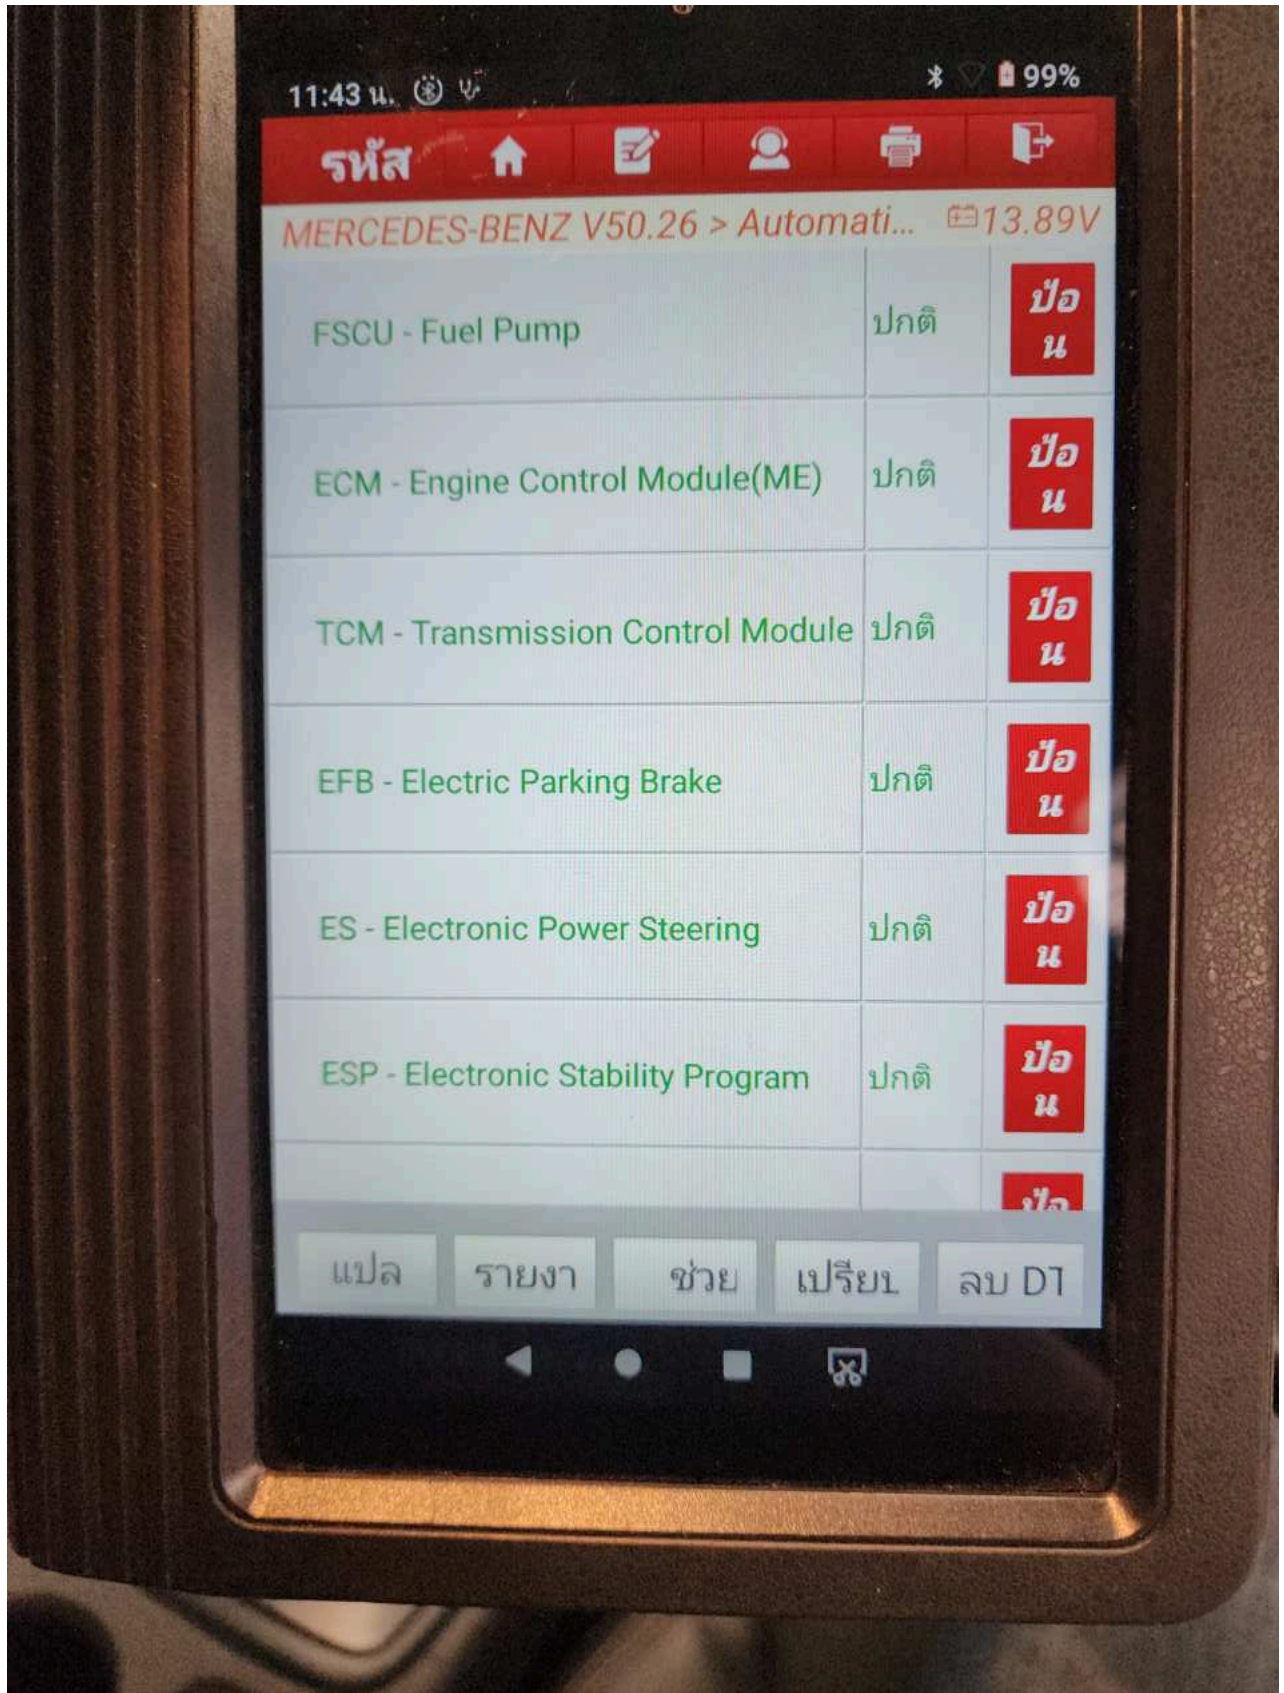 11:43 น. 99%
รหัส
MERCEDES-BENZ V50.26 > Automati... 13.89V
FSCU - Fuel Pump ปกติ ป้อ
น
ECM - Engine Control Module(ME) ปกติ ป้อ
น
TCM - Transmission Control Module ปกติ ป้อ
น
EFB - Electric Parking Brake ปกติ ป้อ
น
ES - Electronic Power Steering ปกติ ป้อ
น
ESP - Electronic Stability Program ปกติ ป้อ
น
ป้อ
แปล รายงา ช่วย เปรียบ ลบ DT